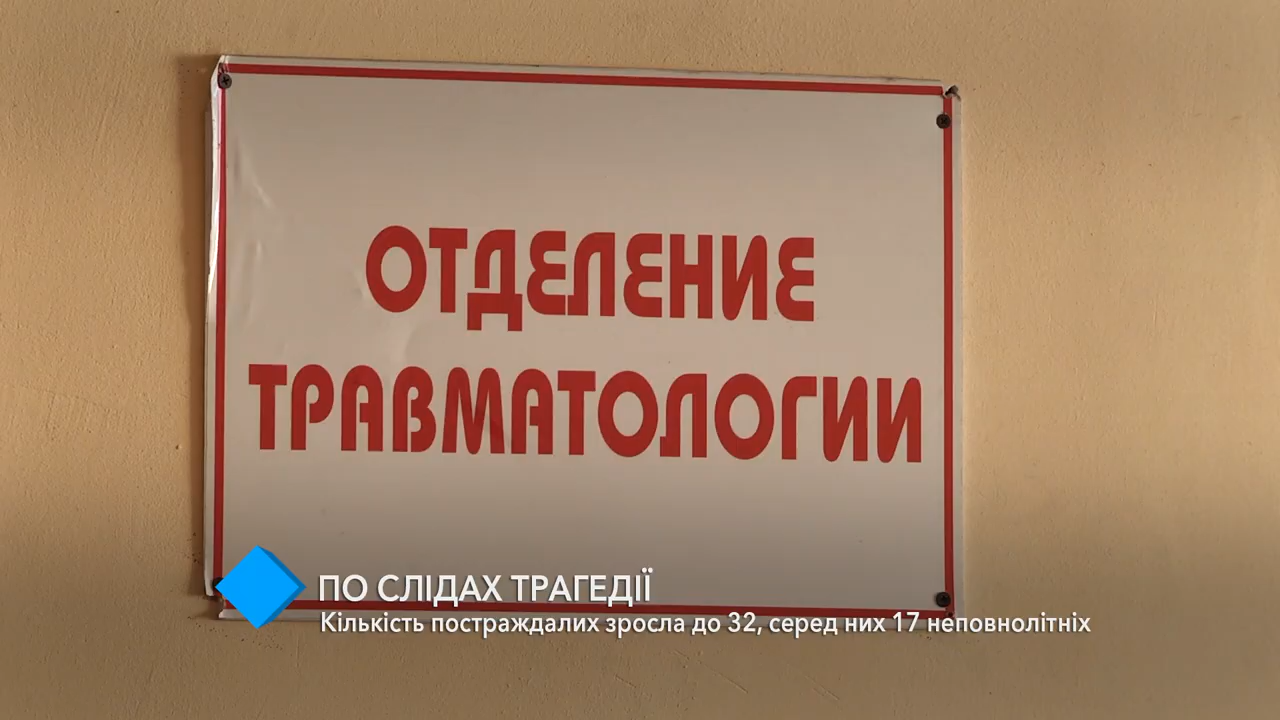 ОТДЕЛЕНИЕ
ТРАВМАТОЛОГИИ
ПО СЛІДАХ ТРАГЕДІЇ
Кількість постраждалих зросла до 32, серед них 17 неповнолітніх